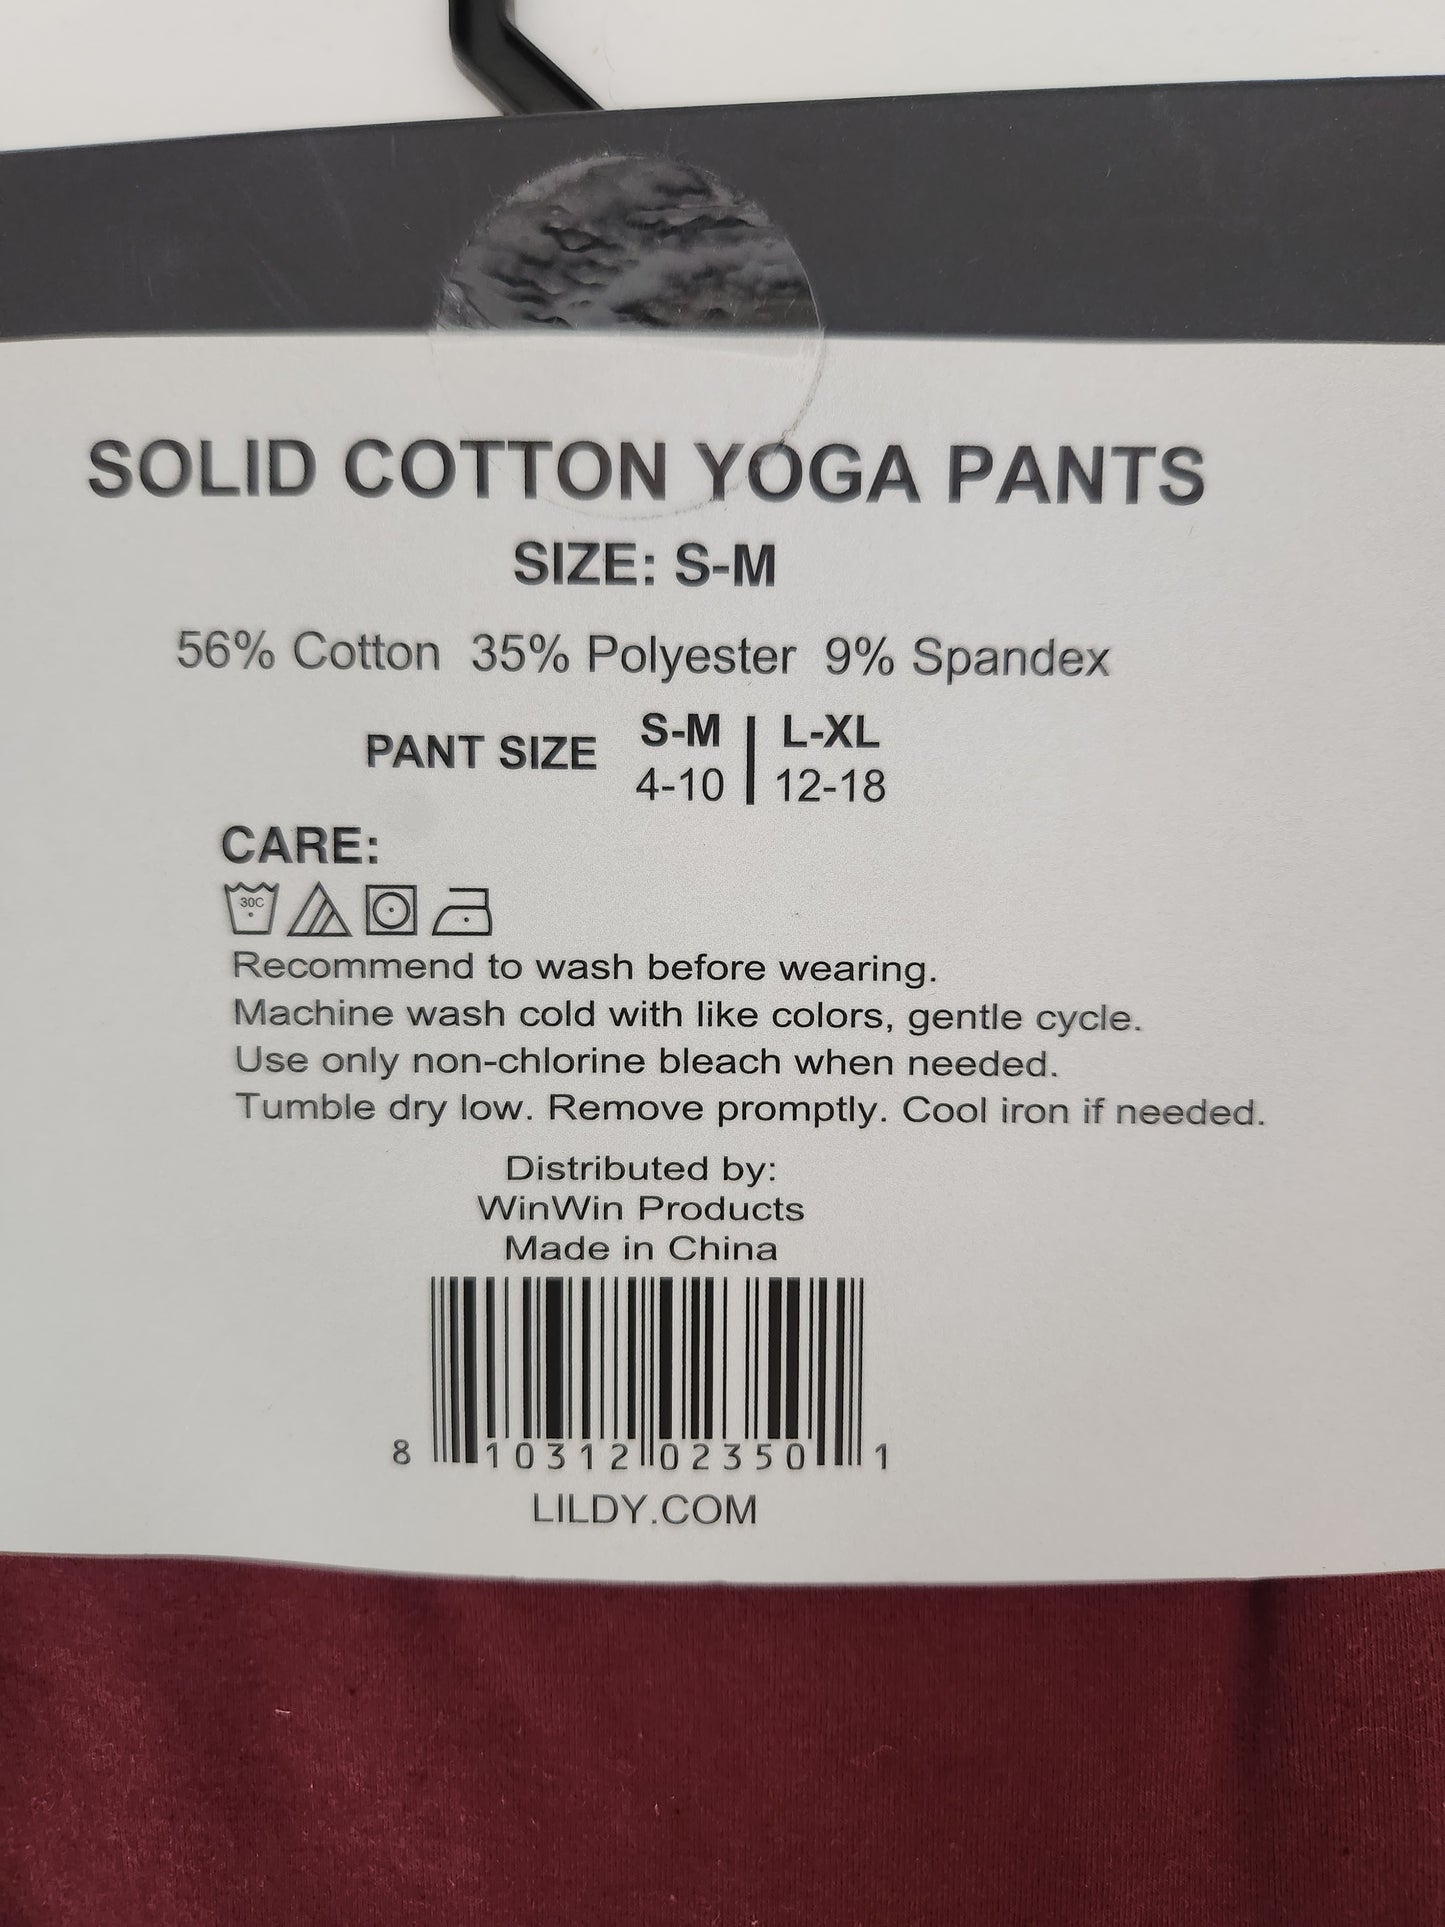 SOLID COTTON YOGA PANTS
SIZE: S-M
56% Cotton 35% Polyester 9% Spandex
PANT SIZE S-M | L-XL
4-10 | 12-18
CARE:
30C
Recommend to wash before wearing.
Machine wash cold with like colors, gentle cycle.
Use only non-chlorine bleach when needed.
Tumble dry low. Remove promptly. Cool iron if needed.
Distributed by:
WinWin Products
Made in China
8 10312 02350 1
LILDY.COM